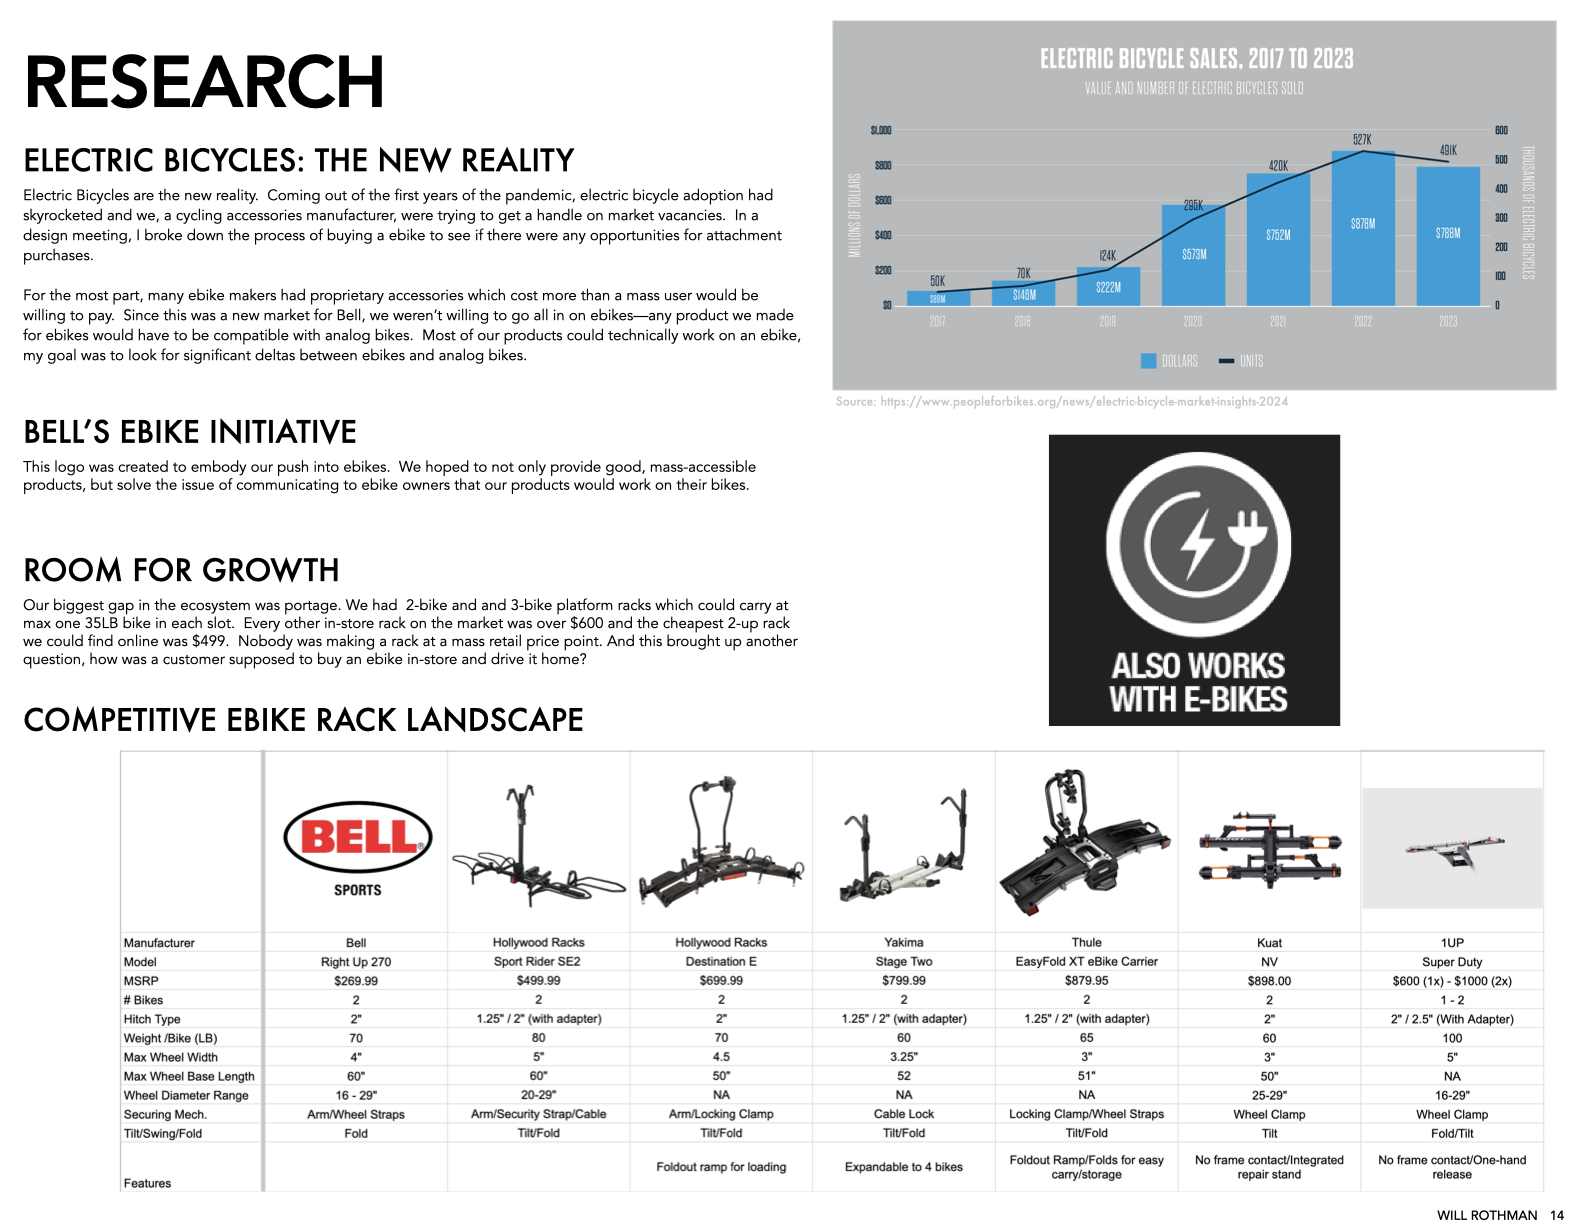 RESEARCH
ELECTRIC BICYCLES: THE NEW REALITY
Electric Bicycles are the new reality.  Coming out of the first years of the pandemic, electric bicycle adoption had
skyrocketed and we, a cycling accessories manufacturer, were trying to get a handle on market vacancies.  In a
design meeting, I broke down the process of buying a ebike to see if there were any opportunities for attachment
purchases.
For the most part, many ebike makers had proprietary accessories which cost more than a mass user would be
willing to pay.  Since this was a new market for Bell, we weren't willing to go all in on ebikes—any product we made
for ebikes would have to be compatible with analog bikes.  Most of our products could technically work on an ebike,
my goal was to look for significant deltas between ebikes and analog bikes.
BELL'S EBIKE INITIATIVE
This logo was created to embody our push into ebikes.  We hoped to not only provide good, mass-accessible
products, but solve the issue of communicating to ebike owners that our products would work on their bikes.
ROOM FOR GROWTH
Our biggest gap in the ecosystem was portage. We had  2-bike and and 3-bike platform racks which could carry at
max one 35LB bike in each slot.  Every other in-store rack on the market was over $600 and the cheapest 2-up rack
we could find online was $499.  Nobody was making a rack at a mass retail price point. And this brought up another
question, how was a customer supposed to buy an ebike in-store and drive it home?
ELECTRIC BICYCLE SALES, 2017 TO 2023
VALUE AND NUMBER OF ELECTRIC BICYCLES SOLD
MILLIONS OF DOLLARS
$1,000
$800
$600
$400
$200
$0
50K
70K
124K
295K
420K
527K
491K
$146M
$222M
$573M
$752M
$878M
$788M
600
500
400
300
200
100
0
THOUSANDS OF ELECTRIC BICYCLES
2017 2018 2019 2020 2021 2022 2023
DOLLARS UNITS
Source: https://www.peopleforbikes.org/news/electric-bicycle-market-insights-2024
ALSO WORKS
WITH E-BIKES
COMPETITIVE EBIKE RACK LANDSCAPE
BELL
SPORTS
Manufacturer Bell Hollywood Racks Hollywood Racks Yakima Thule Kuat 1UP
Model Right Up 270 Sport Rider SE2 Destination E Stage Two EasyFold XT eBike Carrier NV Super Duty
MSRP $269.99 $499.99 $699.99 $799.99 $879.95 $898.00 $600 (1x) - $1000 (2x)
# Bikes 2 2 2 2 2 2 1 - 2
Hitch Type 2" 1.25" / 2" (with adapter) 2" 1.25" / 2" (with adapter) 1.25" / 2" (with adapter) 2" 2" / 2.5" (With Adapter)
Weight /Bike (LB) 70 80 70 60 65 60 100
Max Wheel Width 4" 5" 4.5 3.25" 3" 3" 5"
Max Wheel Base Length 60" 60" 50" 52 51" 50" NA
Wheel Diameter Range 16 - 29" 20-29" NA NA NA 25-29" 16-29"
Securing Mech. Arm/Wheel Straps Arm/Security Strap/Cable Arm/Locking Clamp Cable Lock Locking Clamp/Wheel Straps Wheel Clamp Wheel Clamp
Tilt/Swing/Fold Fold Tilt/Fold Tilt/Fold Tilt/Fold Tilt/Fold Tilt Fold/Tilt
Features Foldout ramp for loading Expandable to 4 bikes Foldout Ramp/Folds for easy carry/storage No frame contact/Integrated repair stand No frame contact/One-hand release
WILL ROTHMAN 14